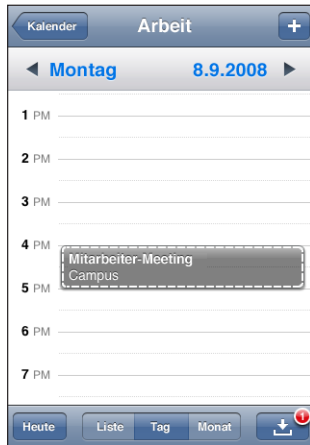 Kalender
Arbeit
+
Montag
8.9.2008
1 PM
2 PM
3 PM
4 PM
Mitarbeiter-Meeting
Campus
5 PM
6 PM
7 PM
Heute
Liste
Tag
Monat
1